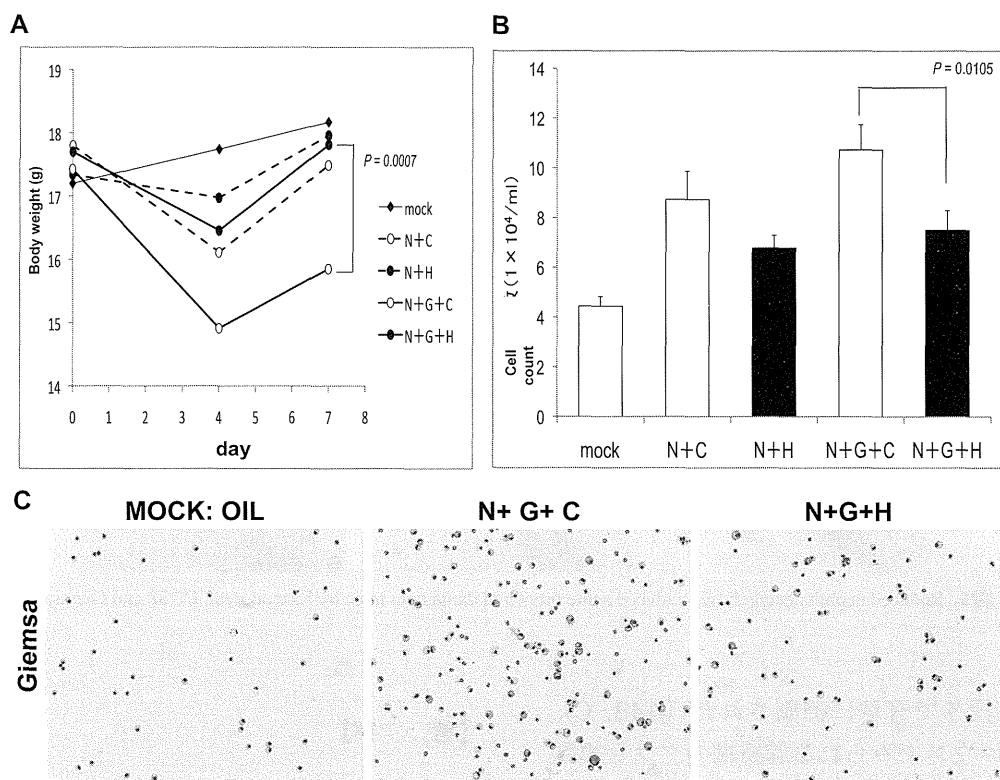 A
19
18
17
16
15
14
Body weight (g)
0 1 2 3 4 5 6 7 8
day
P = 0.0007
mock
N+C
N+H
N+G+C
N+G+H
B
14
12
10
8
6
4
2
0
(1 × 10⁴/ml)
Cell
count
P = 0.0105
mock N+C N+H N+G+C N+G+H
C
MOCK: OIL N+ G+ C N+G+H
Giemsa